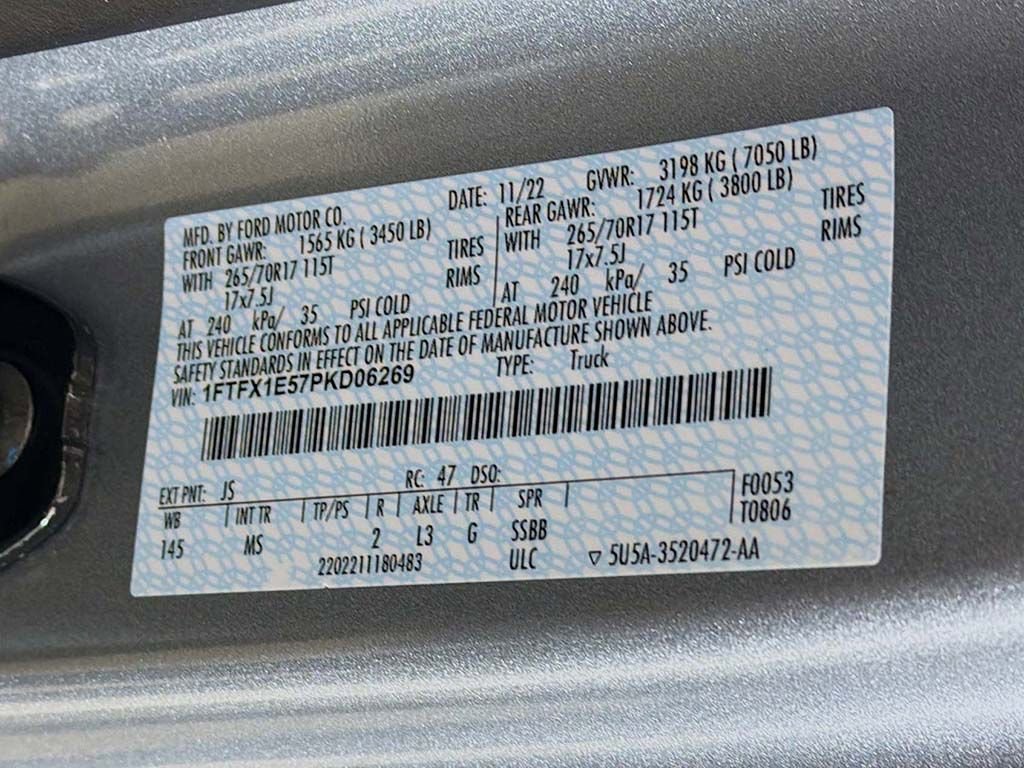 MFD. BY FORD MOTOR CO. DATE: 11/22 GVWR: 3198 KG ( 7050 LB)
FRONT GAWR: 1565 KG ( 3450 LB) REAR GAWR: 1724 KG ( 3800 LB)
WITH 265/70R17 115T TIRES WITH 265/70R17 115T TIRES
17x7.5J RIMS 17x7.5J RIMS
AT 240 kPa/ 35 PSI COLD AT 240 kPa/ 35 PSI COLD
THIS VEHICLE CONFORMS TO ALL APPLICABLE FEDERAL MOTOR VEHICLE
SAFETY STANDARDS IN EFFECT ON THE DATE OF MANUFACTURE SHOWN ABOVE.
VIN: 1FTFX1E57PKD06269 TYPE: Truck
EXT PNT: JS RC: 47 DSO:
WB INT TR TP/PS R AXLE TR SPR F0053
145 MS 2 L3 G SSBB T0806
2202211180483 ULC ▽ 5U5A-3520472-AA